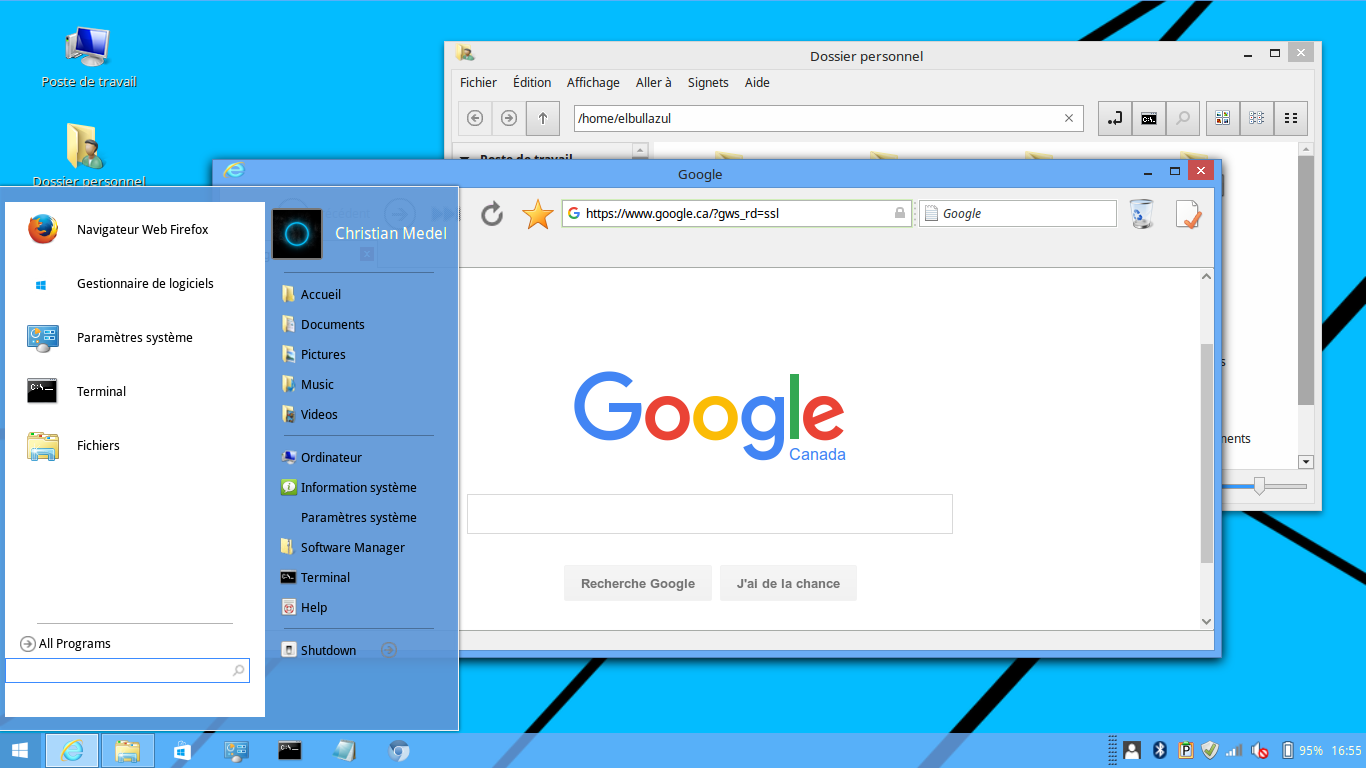 Poste de travail
Dossier personnel
Dossier personnel
Fichier Édition Affichage Aller à Signets Aide
/home/elbullazul
Poste de travail
Google
https://www.google.ca/?gws_rd=ssl
Google
Google
Canada
Recherche Google
J'ai de la chance
Navigateur Web Firefox
Gestionnaire de logiciels
Paramètres système
Terminal
Fichiers
All Programs
Christian Medel
Accueil
Documents
Pictures
Music
Videos
Ordinateur
Information système
Paramètres système
Software Manager
Terminal
Help
Shutdown
95% 16:55